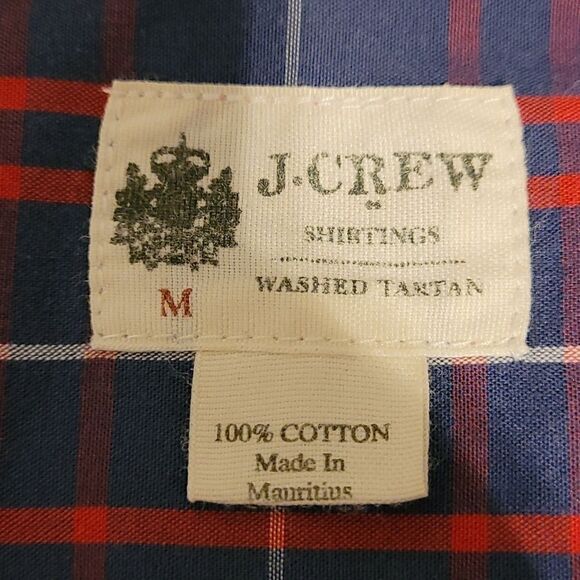 J.CREW
SHIRTINGS
WASHED TARTAN
M
100% COTTON
Made In
Mauritius